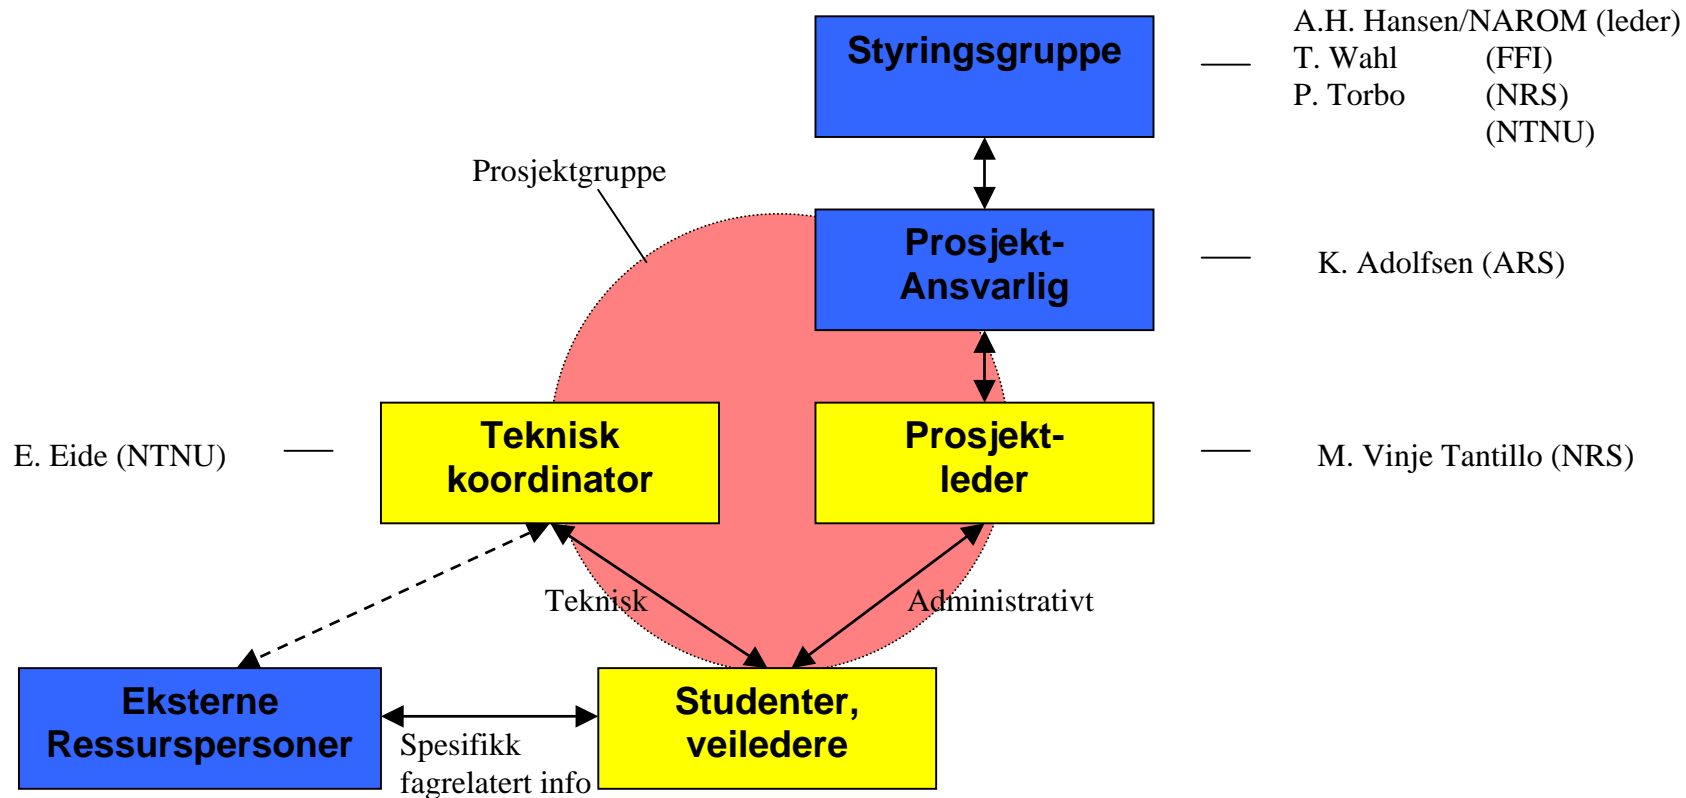 Styringsgruppe
A.H. Hansen/NAROM (leder)
T. Wahl (FFI)
P. Torbo (NRS)
(NTNU)
Prosjektgruppe
Prosjekt-
Ansvarlig
K. Adolfsen (ARS)
E. Eide (NTNU)
Teknisk
koordinator
Prosjekt-
leder
M. Vinje Tantillo (NRS)
Teknisk
Administrativt
Eksterne
Ressurspersoner
Spesifikk
fagrelatert info
Studenter,
veiledere